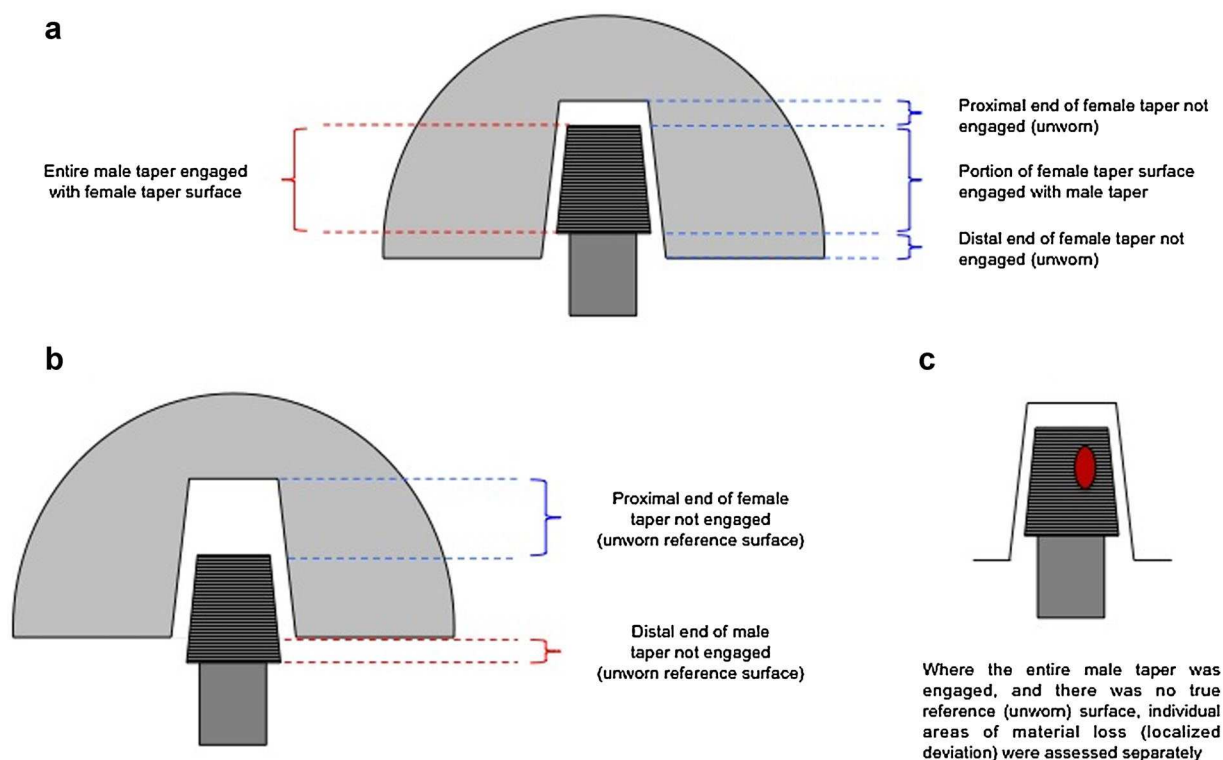 a
Proximal end of female taper not
engaged (unworn)
Entire male taper engaged
with female taper surface
Portion of female taper surface
engaged with male taper
Distal end of female taper not
engaged (unworn)
b
Proximal end of female
taper not engaged
(unworn reference surface)
Distal end of male
taper not engaged
(unworn reference surface)
c
Where the entire male taper was
engaged, and there was no true
reference (unworn) surface, individual
areas of material loss (localized
deviation) were assessed separately